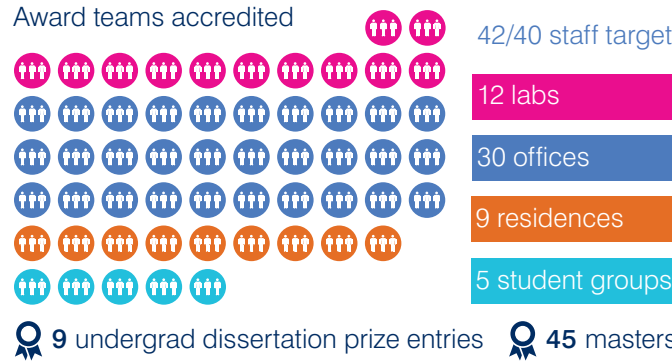 Award teams accredited
42/40 staff target
12 labs
30 offices
9 residences
5 student groups
9 undergrad dissertation prize entries
45 masters